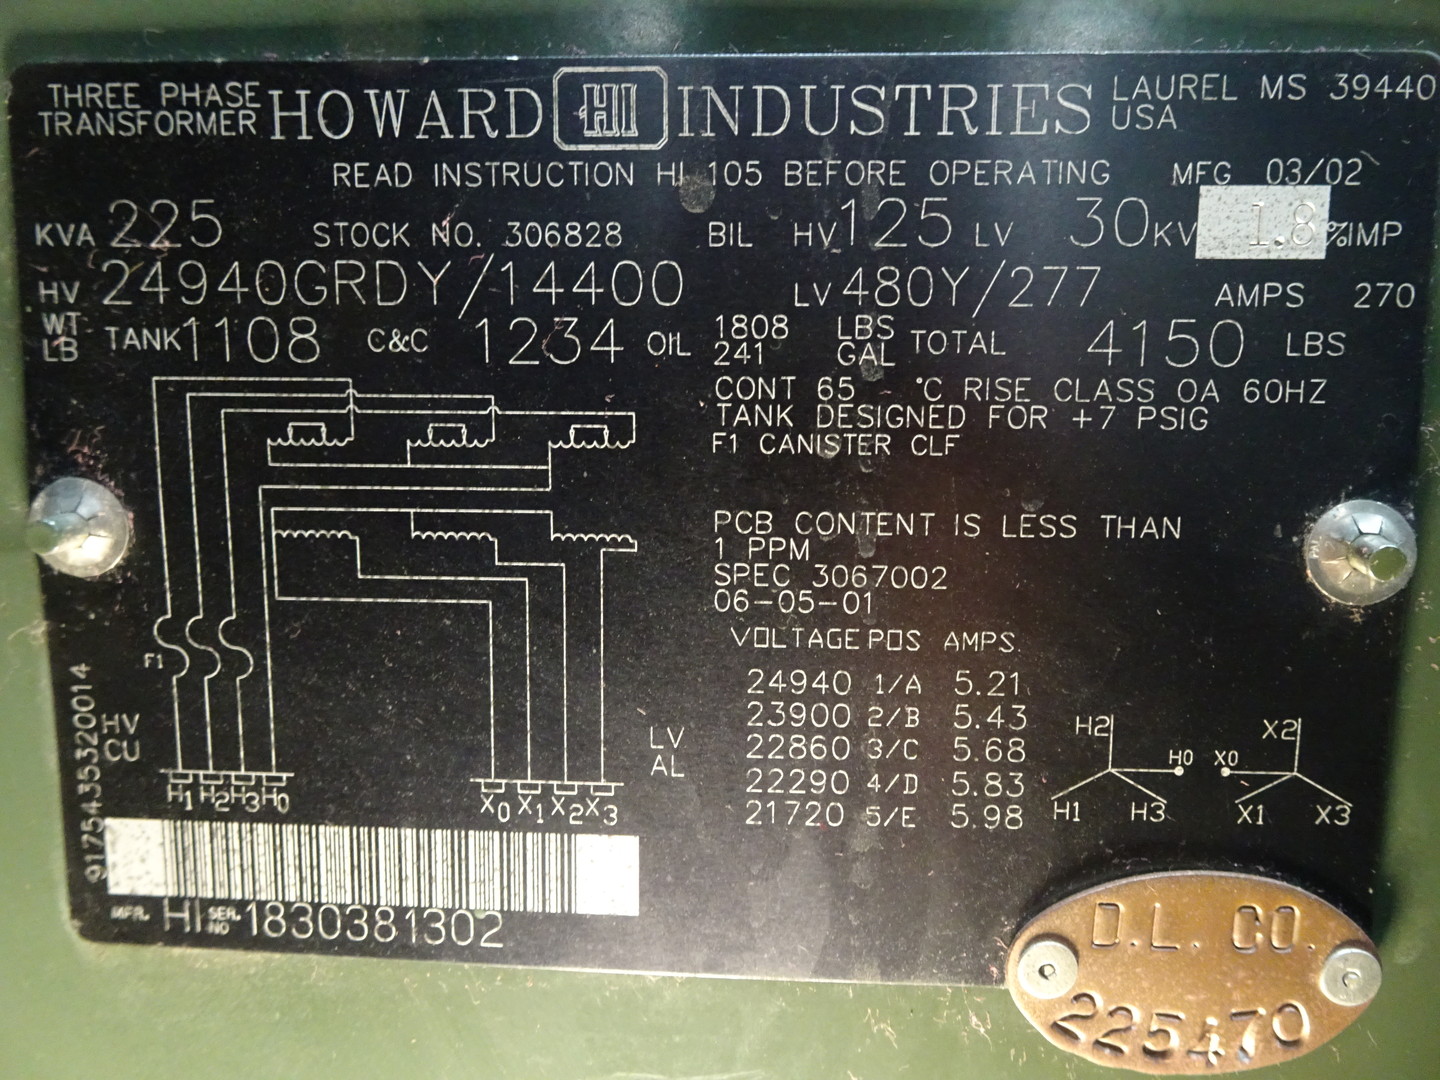 THREE PHASE TRANSFORMER HOWARD HI INDUSTRIES LAUREL MS 39440 USA
READ INSTRUCTION HI 105 BEFORE OPERATING MFG 03/02
KVA 225 STOCK NO. 306828 BIL HV 125 LV 30 KV 1.8 %IMP
HV 24940GRDY/14400 LV 480Y/277 AMPS 270
WT LB TANK 1108 C&C 1234 OIL 1808 LBS 241 GAL TOTAL 4150 LBS
CONT 65 °C RISE CLASS OA 60HZ
TANK DESIGNED FOR +7 PSIG
F1 CANISTER CLF
PCB CONTENT IS LESS THAN
1 PPM
SPEC 3067002
06-05-01
VOLTAGE POS AMPS
24940 1/A 5.21
23900 2/B 5.43
22860 3/C 5.68
22290 4/D 5.83
21720 5/E 5.98
F1
HV CU
LV AL
H1 H2 H3 H0
X0 X1 X2 X3
H2 H0 H1 H3
X2 X0 X1 X3
9175435320014
MFR. HI SER. NO 1830381302
D.L. CO.
225470